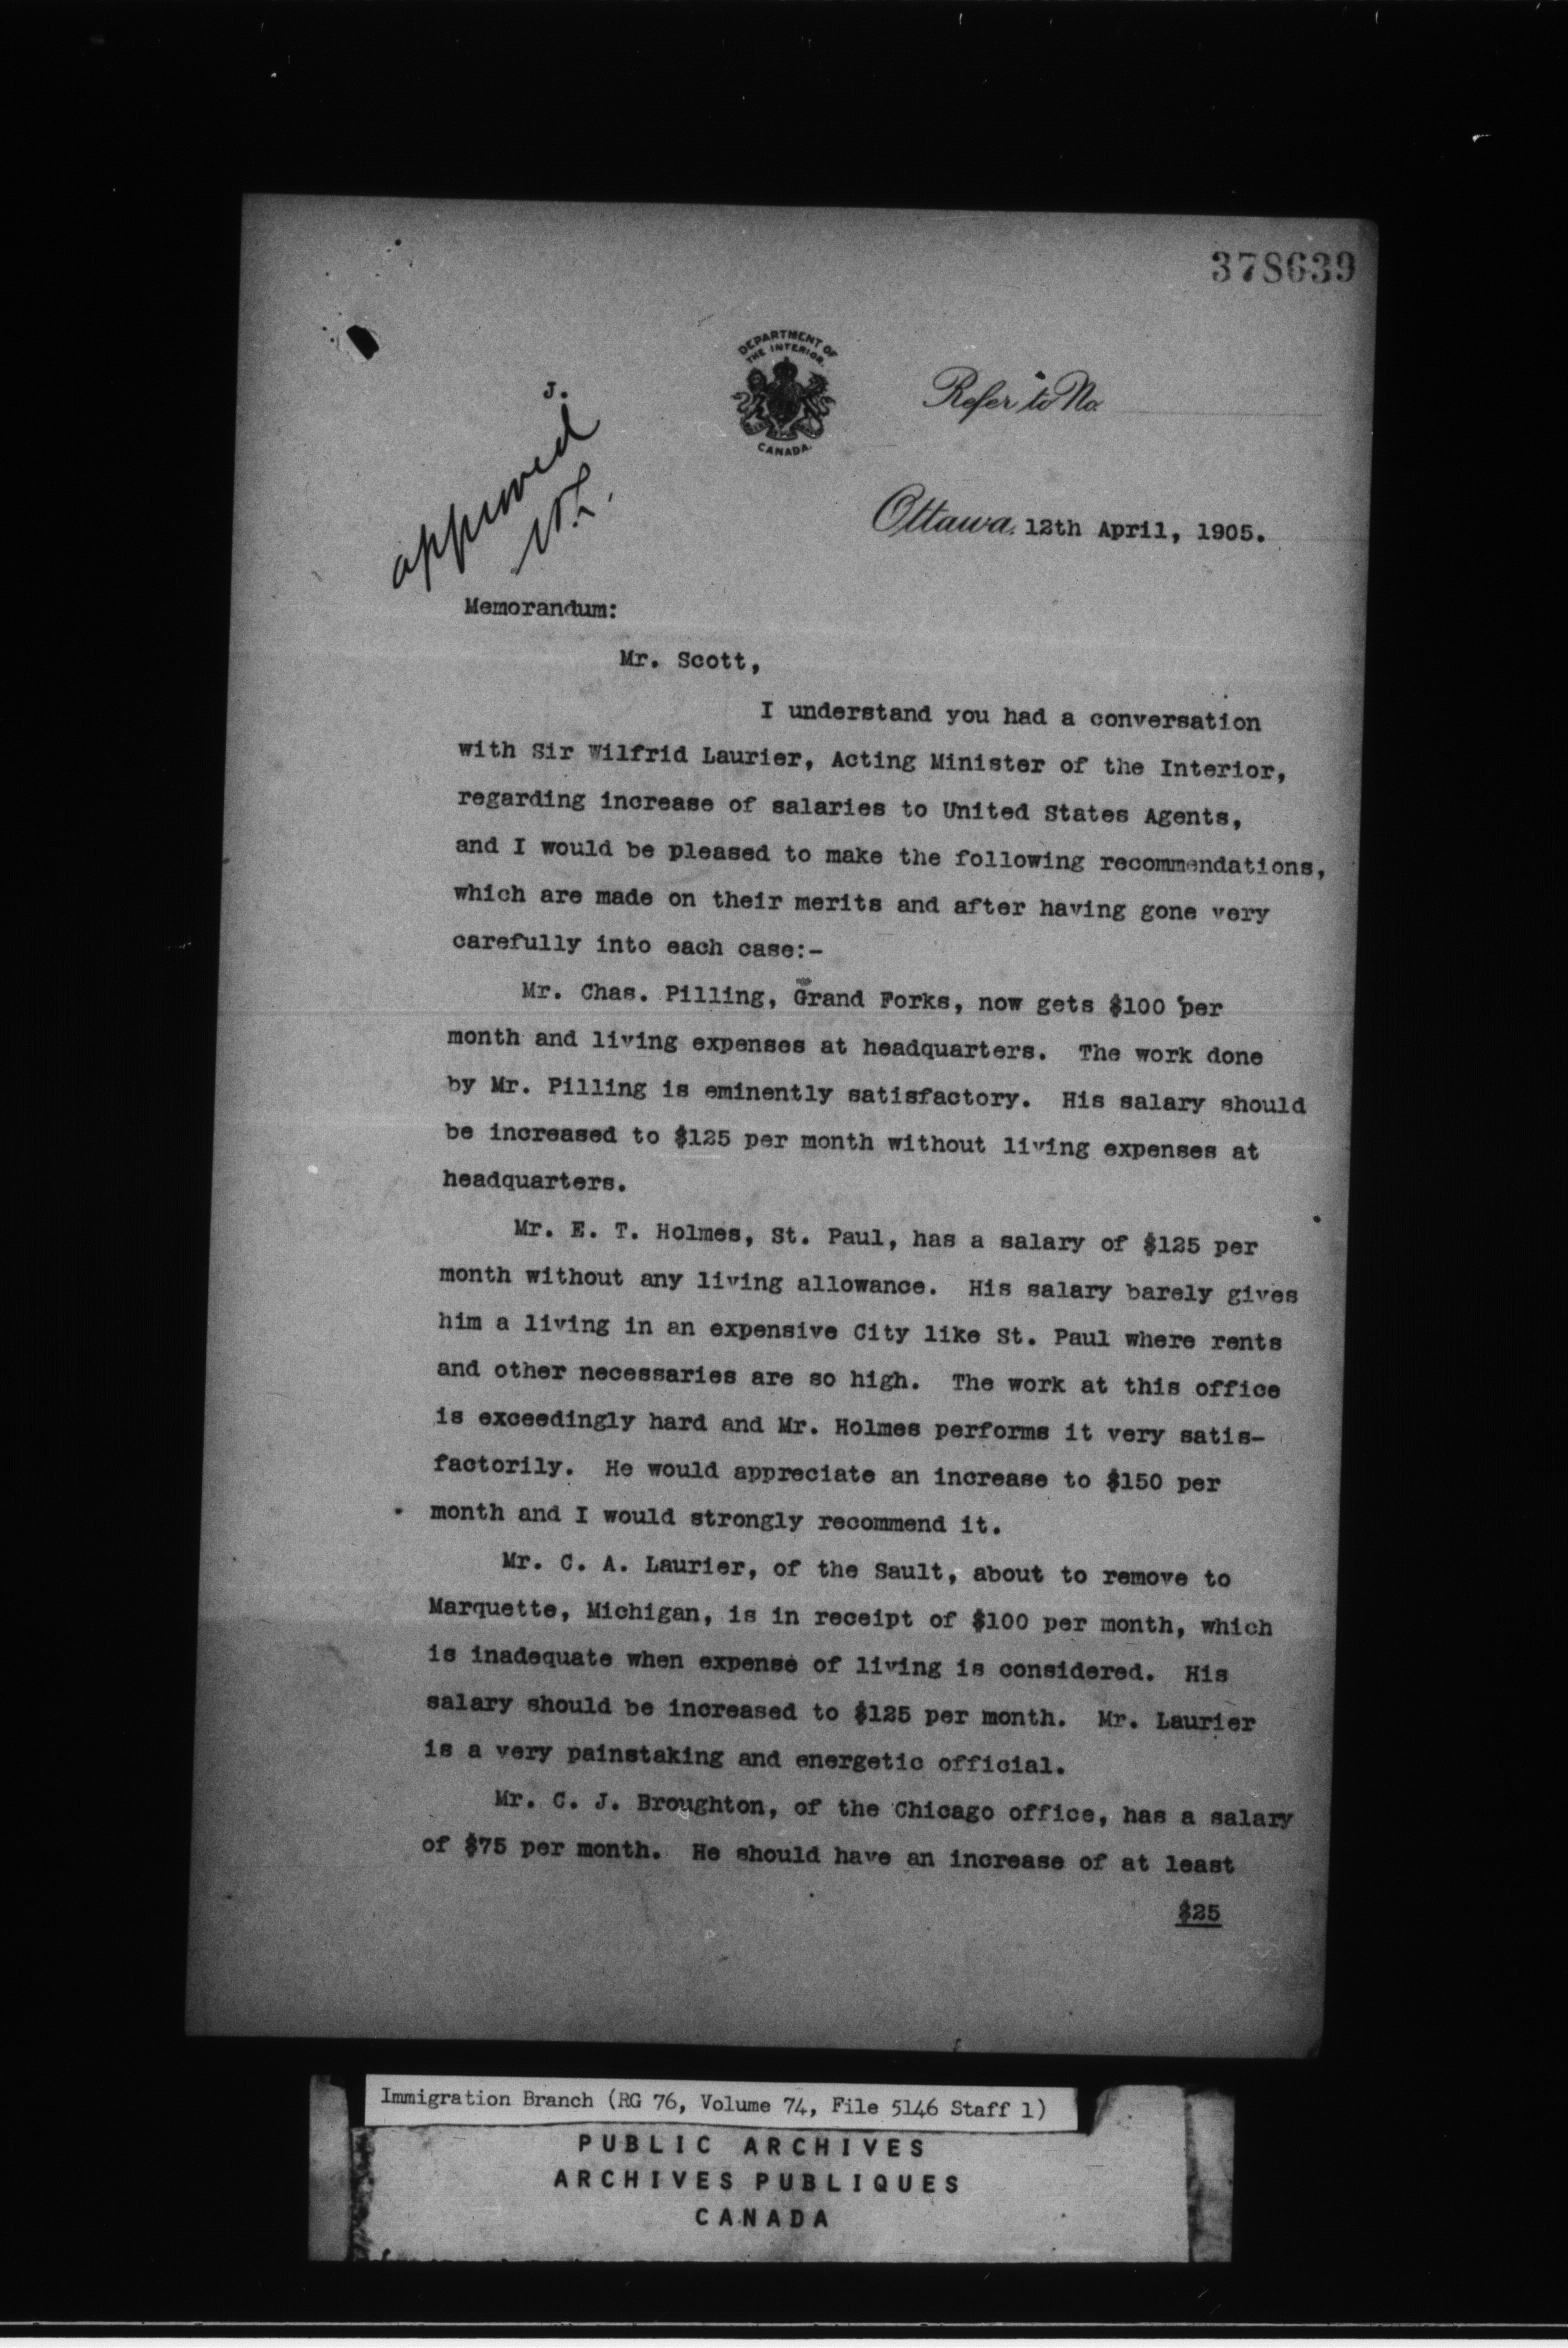 378639
DEPARTMENT OF
THE INTERIOR.
CANADA.
J.
Refer to No
approved
W.L.
Ottawa, 12th April, 1905.
Memorandum:
Mr. Scott,
I understand you had a conversation
with Sir Wilfrid Laurier, Acting Minister of the Interior,
regarding increase of salaries to United States Agents,
and I would be pleased to make the following recommendations,
which are made on their merits and after having gone very
carefully into each case:-
Mr. Chas. Pilling, Grand Forks, now gets $100 per
month and living expenses at headquarters. The work done
by Mr. Pilling is eminently satisfactory. His salary should
be increased to $125 per month without living expenses at
headquarters.
Mr. E. T. Holmes, St. Paul, has a salary of $125 per
month without any living allowance. His salary barely gives
him a living in an expensive City like St. Paul where rents
and other necessaries are so high. The work at this office
is exceedingly hard and Mr. Holmes performs it very satis-
factorily. He would appreciate an increase to $150 per
month and I would strongly recommend it.
Mr. C. A. Laurier, of the Sault, about to remove to
Marquette, Michigan, is in receipt of $100 per month, which
is inadequate when expense of living is considered. His
salary should be increased to $125 per month. Mr. Laurier
is a very painstaking and energetic official.
Mr. C. J. Broughton, of the Chicago office, has a salary
of $75 per month. He should have an increase of at least
$25
Immigration Branch (RG 76, Volume 74, File 5146 Staff 1)
PUBLIC ARCHIVES
ARCHIVES PUBLIQUES
CANADA